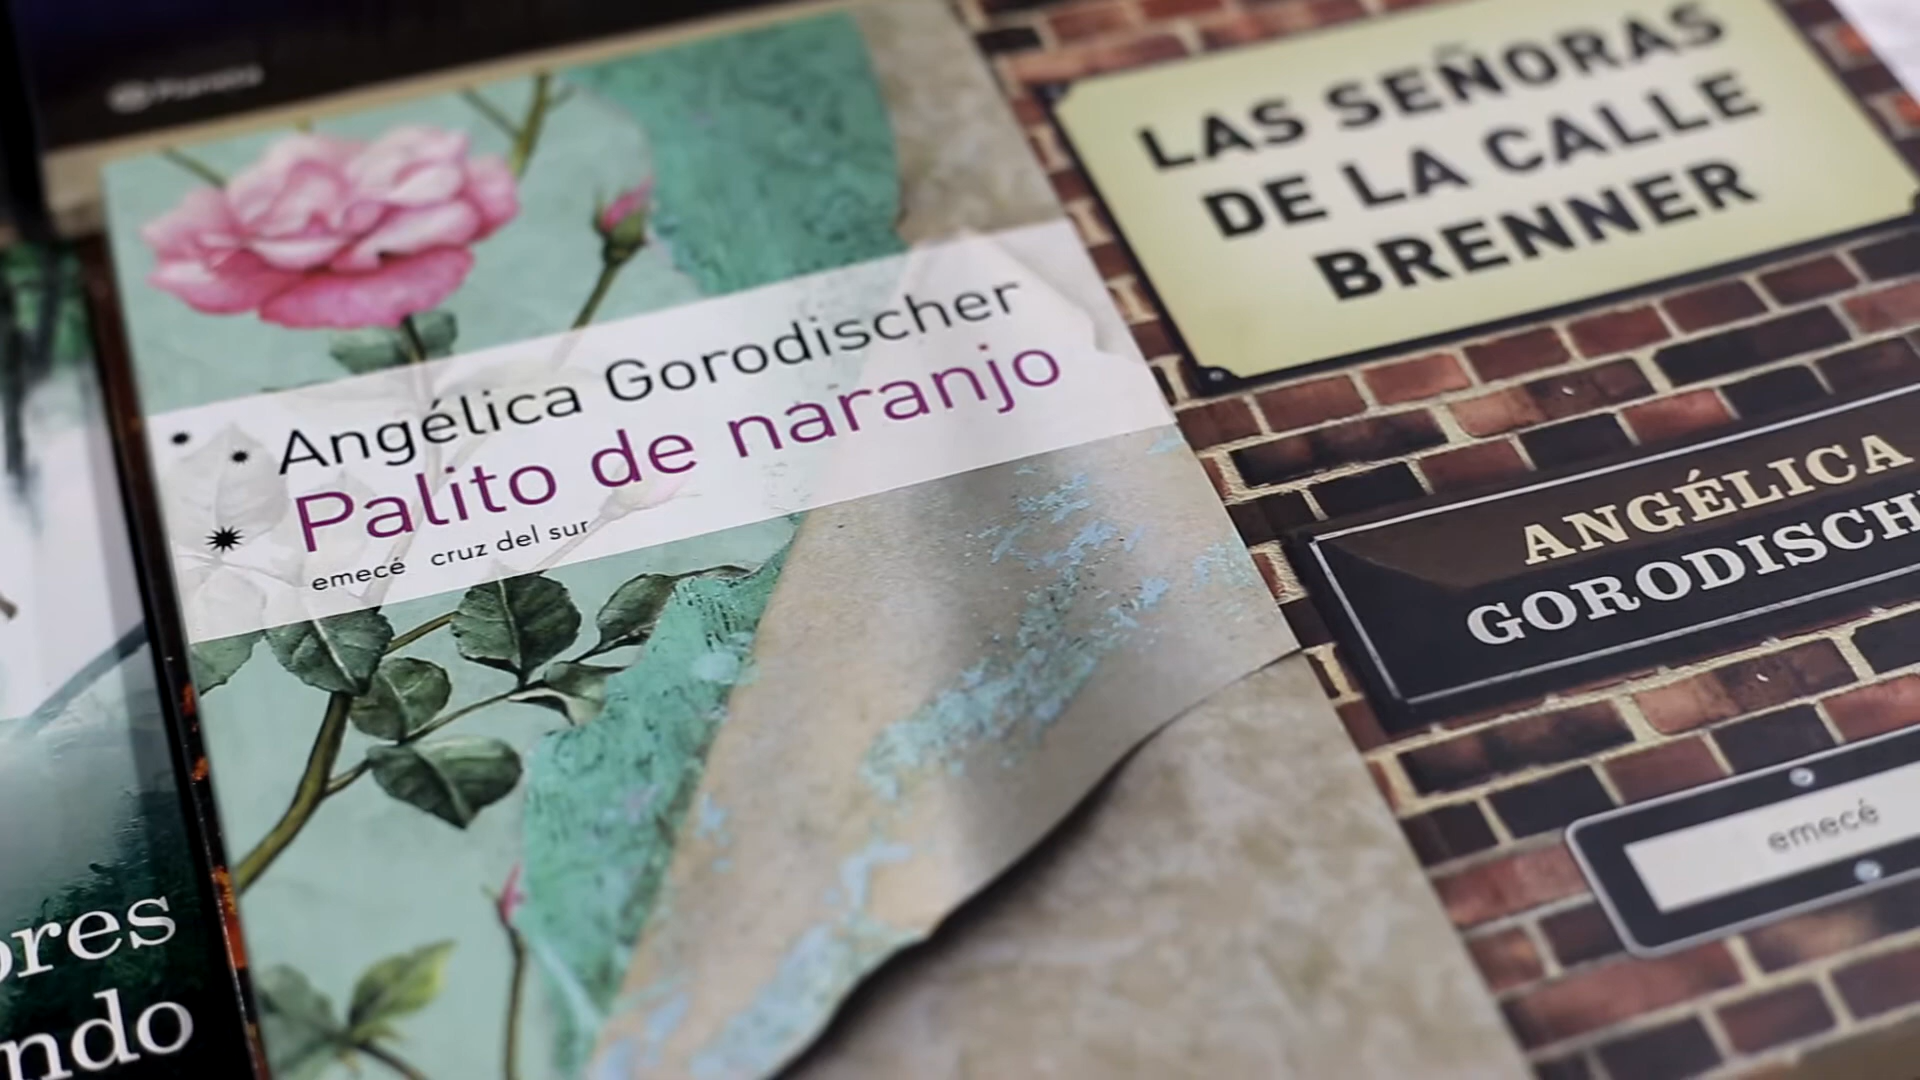 Planeta
Angélica Gorodischer
Palito de naranjo
emecé cruz del sur
LAS SEÑORAS
DE LA CALLE
BRENNER
ANGÉLICA
GORODISCH
emecé
ores
ndo